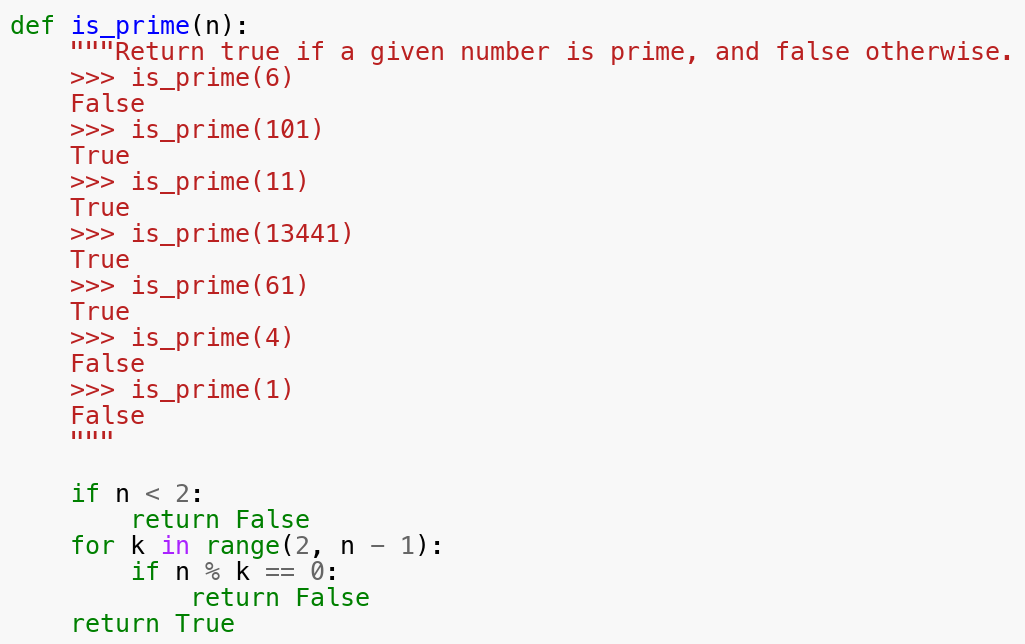 def is_prime(n):
    """Return true if a given number is prime, and false otherwise.
    >>> is_prime(6)
    False
    >>> is_prime(101)
    True
    >>> is_prime(11)
    True
    >>> is_prime(13441)
    True
    >>> is_prime(61)
    True
    >>> is_prime(4)
    False
    >>> is_prime(1)
    False
    """

    if n < 2:
        return False
    for k in range(2, n - 1):
        if n % k == 0:
            return False
    return True